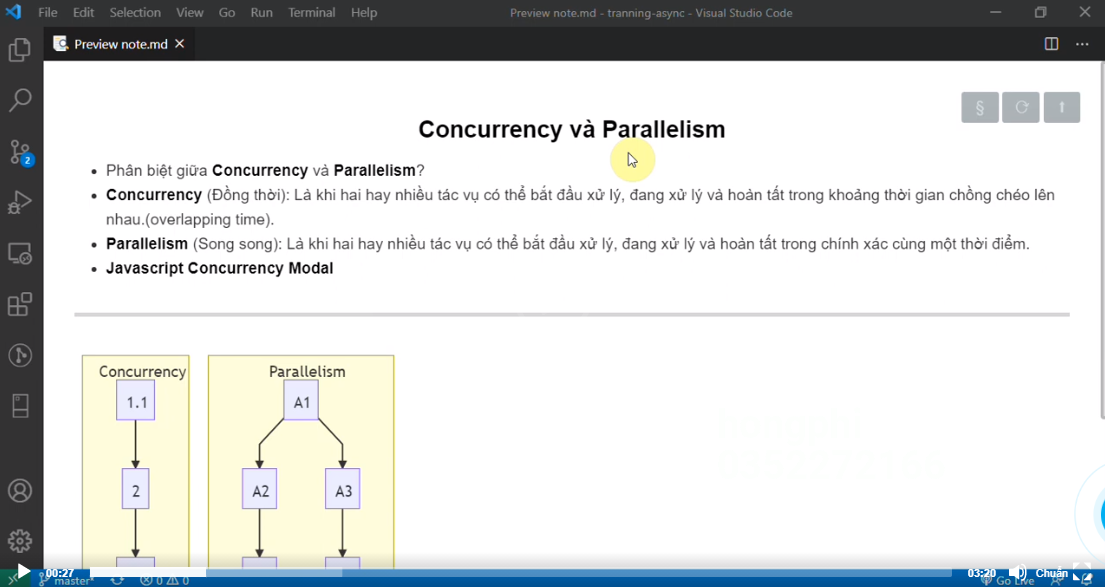 File Edit Selection View Go Run Terminal Help Preview note.md - tranning-async - Visual Studio Code
Preview note.md
§
Concurrency và Parallelism
Phân biệt giữa Concurrency và Parallelism?
Concurrency (Đồng thời): Là khi hai hay nhiều tác vụ có thể bắt đầu xử lý, đang xử lý và hoàn tất trong khoảng thời gian chồng chéo lên
nhau.(overlapping time).
Parallelism (Song song): Là khi hai hay nhiều tác vụ có thể bắt đầu xử lý, đang xử lý và hoàn tất trong chính xác cùng một thời điểm.
Javascript Concurrency Modal
2
Concurrency Parallelism
1.1 A1
2 A2 A3
00:27 03:20 Chuẩn
master* 0 0 Go Live